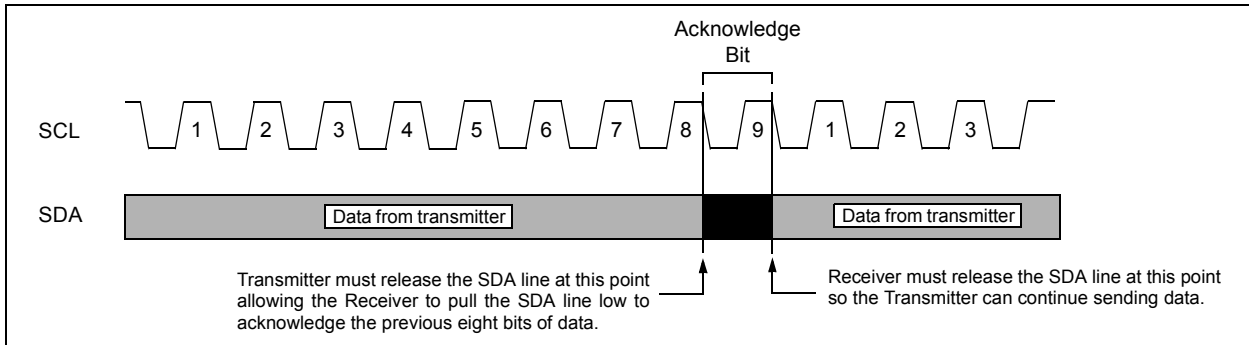 Acknowledge
Bit
SCL
1 2 3 4 5 6 7 8 9 1 2 3
SDA
Data from transmitter
Data from transmitter
Transmitter must release the SDA line at this point
allowing the Receiver to pull the SDA line low to
acknowledge the previous eight bits of data.
Receiver must release the SDA line at this point
so the Transmitter can continue sending data.